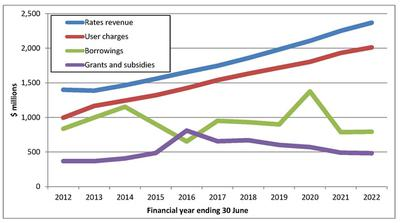 Rates revenue
User charges
Borrowings
Grants and subsidies
2,500
2,000
1,500
1,000
500
0
$ millions
2012 2013 2014 2015 2016 2017 2018 2019 2020 2021 2022
Financial year ending 30 June